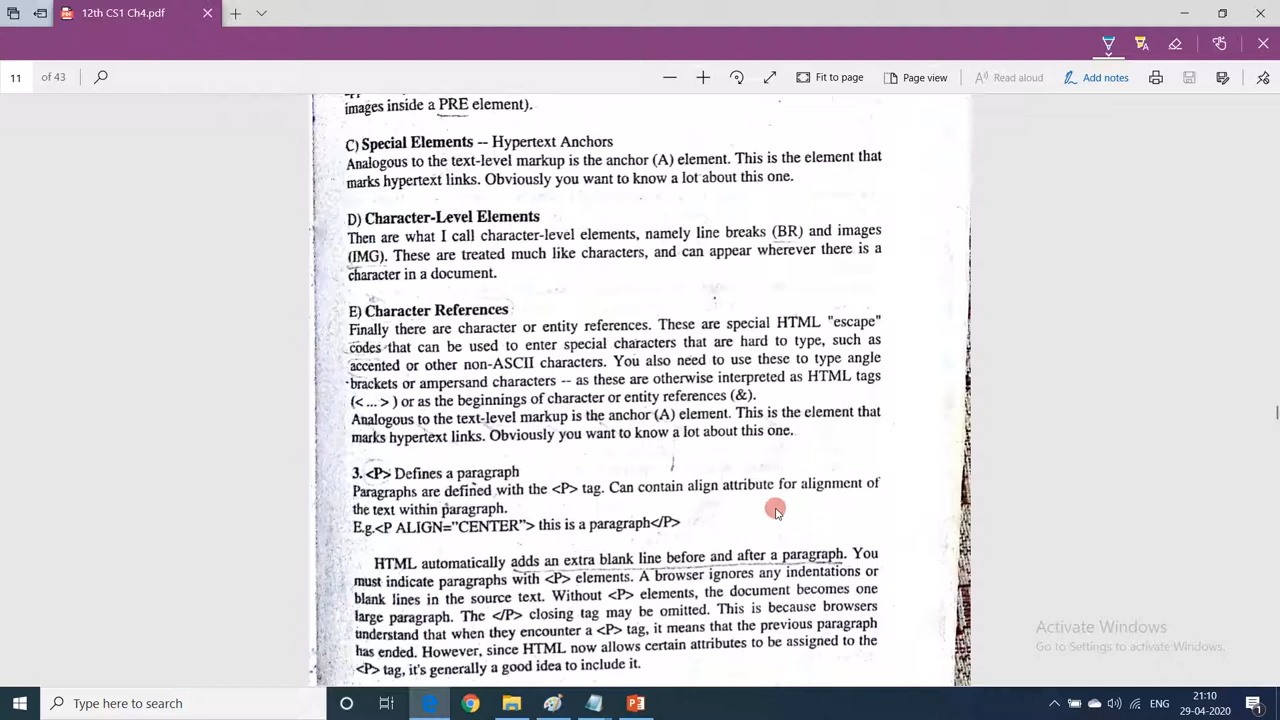 12th CS1 Ch4.pdf
11 of 43
Fit to page
Page view
Read aloud
Add notes
images inside a PRE element).
C) Special Elements -- Hypertext Anchors
Analogous to the text-level markup is the anchor (A) element. This is the element that
marks hypertext links. Obviously you want to know a lot about this one.
D) Character-Level Elements
Then are what I call character-level elements, namely line breaks (BR) and images
(IMG). These are treated much like characters, and can appear wherever there is a
character in a document.
E) Character References
Finally there are character or entity references. These are special HTML "escape"
codes that can be used to enter special characters that are hard to type, such as
accented or other non-ASCII characters. You also need to use these to type angle
brackets or ampersand characters -- as these are otherwise interpreted as HTML tags
(< ... > ) or as the beginnings of character or entity references (&).
Analogous to the text-level markup is the anchor (A) element. This is the element that
marks hypertext links. Obviously you want to know a lot about this one.
3. <P> Defines a paragraph
Paragraphs are defined with the <P> tag. Can contain align attribute for alignment of
the text within paragraph.
E.g.<P ALIGN="CENTER"> this is a paragraph</P>
HTML automatically adds an extra blank line before and after a paragraph. You
must indicate paragraphs with <P> elements. A browser ignores any indentations or
blank lines in the source text. Without <P> elements, the document becomes one
large paragraph. The </P> closing tag may be omitted. This is because browsers
understand that when they encounter a <P> tag, it means that the previous paragraph
has ended. However, since HTML now allows certain attributes to be assigned to the
<P> tag, it's generally a good idea to include it.
Activate Windows
Go to Settings to activate Windows.
Type here to search
ENG
21:10
29-04-2020